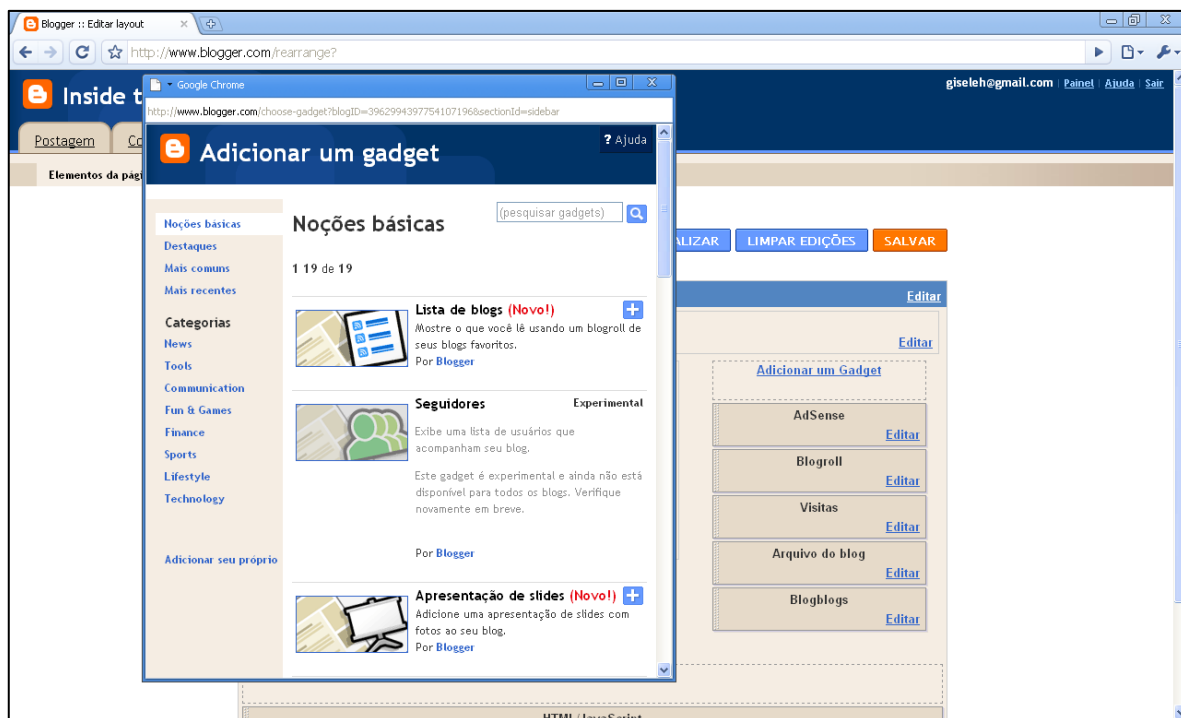 Blogger :: Editar layout
http://www.blogger.com/rearrange?
giseleh@gmail.com | Painel | Ajuda | Sair
Inside t
Postagem
Co
Elementos da pági
Google Chrome
http://www.blogger.com/choose-gadget?blogID=3962994397754107196&sectionId=sidebar
Adicionar um gadget
? Ajuda
Noções básicas
Destaques
Mais comuns
Mais recentes
Categorias
News
Tools
Communication
Fun & Games
Finance
Sports
Lifestyle
Technology
Adicionar seu próprio
Noções básicas
(pesquisar gadgets)
1 19 de 19
Lista de blogs (Novo!)
Mostre o que você lê usando um blogroll de
seus blogs favoritos.
Por Blogger
Seguidores
Experimental
Exibe uma lista de usuários que
acompanham seu blog.
Este gadget é experimental e ainda não está
disponível para todos os blogs. Verifique
novamente em breve.
Por Blogger
Apresentação de slides (Novo!)
Adicione uma apresentação de slides com
fotos ao seu blog.
Por Blogger
ALIZAR
LIMPAR EDIÇÕES
SALVAR
Editar
Editar
Adicionar um Gadget
AdSense
Editar
Blogroll
Editar
Visitas
Editar
Arquivo do blog
Editar
Blogblogs
Editar
HTML/JavaScript